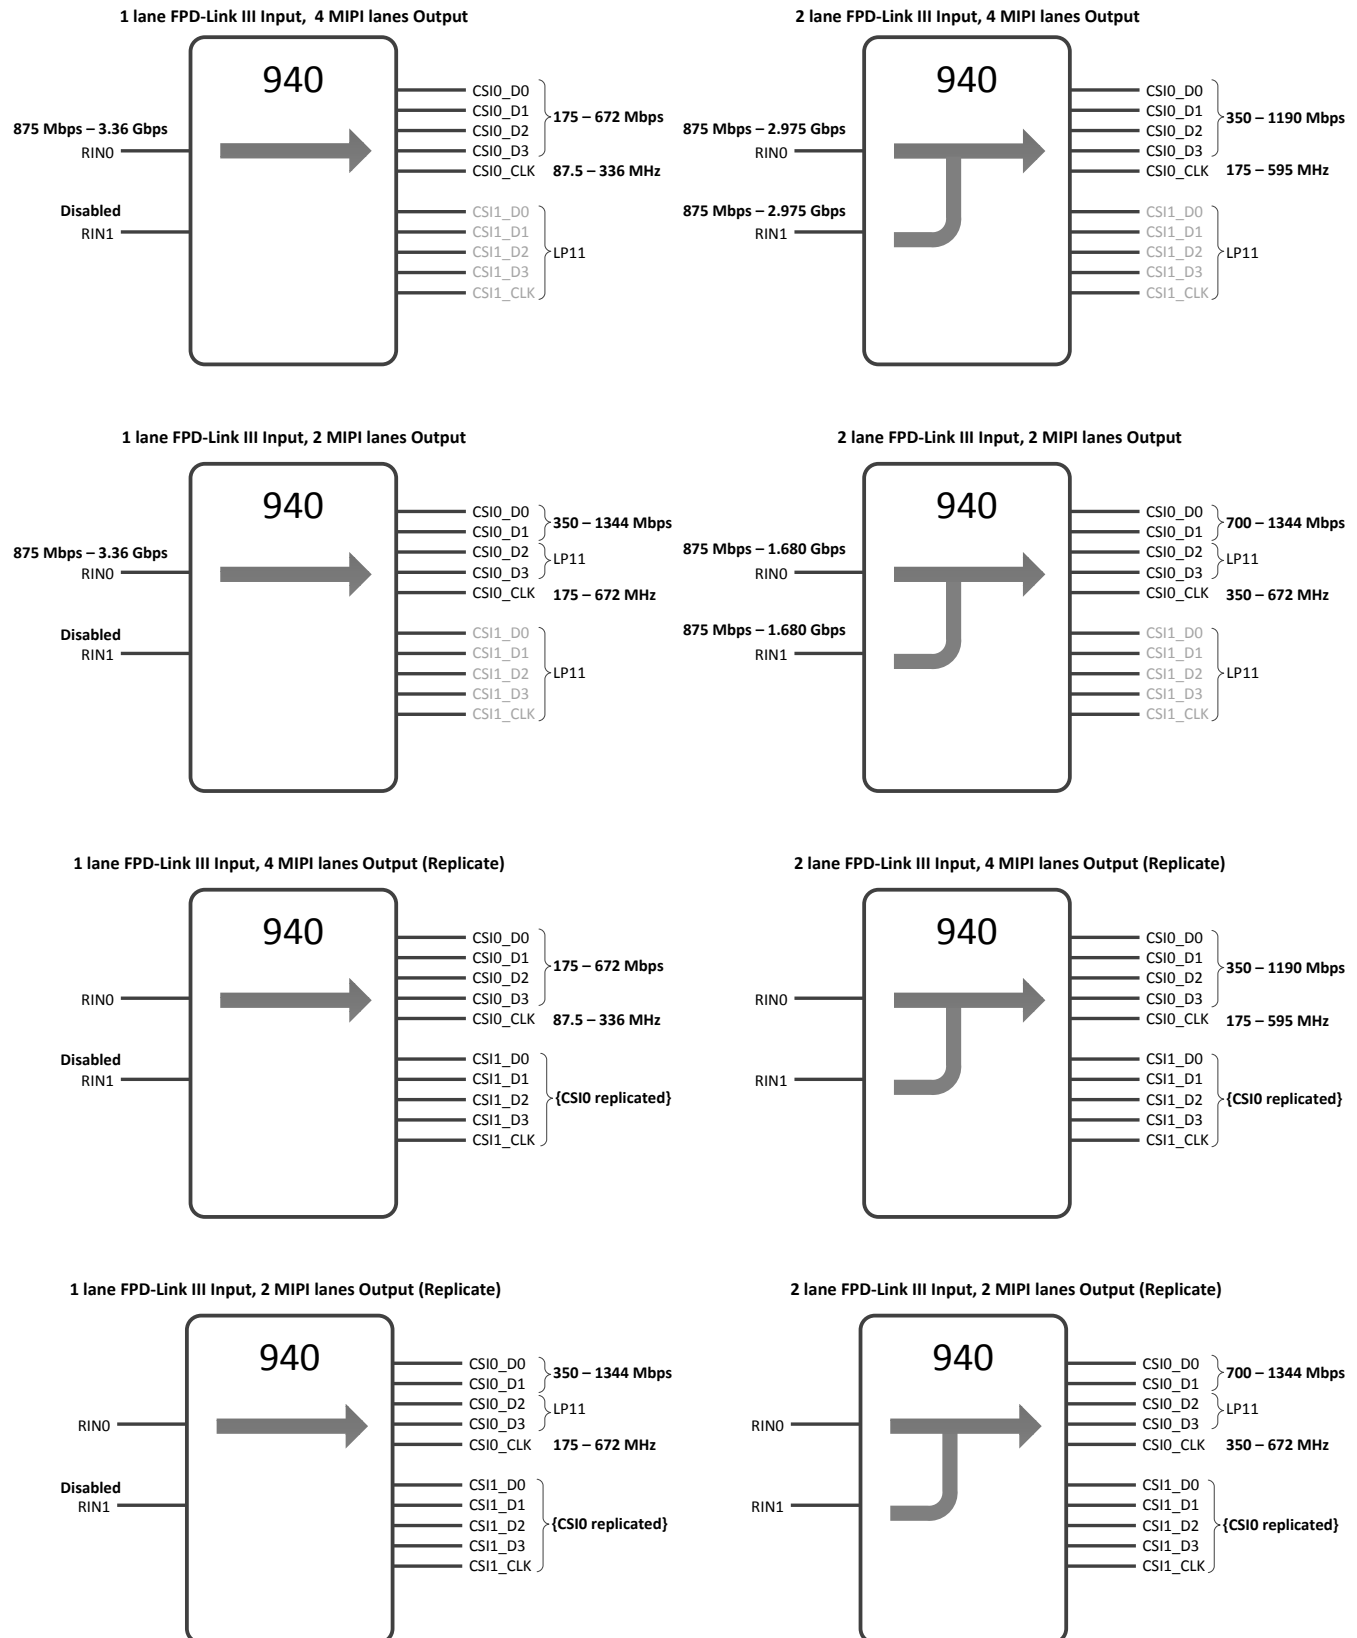 1 lane FPD-Link III Input, 4 MIPI lanes Output
940
875 Mbps – 3.36 Gbps
RIN0
Disabled
RIN1
CSI0_D0
CSI0_D1
CSI0_D2
CSI0_D3
CSI0_CLK
175 – 672 Mbps
87.5 – 336 MHz
CSI1_D0
CSI1_D1
CSI1_D2
CSI1_D3
CSI1_CLK
LP11
2 lane FPD-Link III Input, 4 MIPI lanes Output
940
875 Mbps – 2.975 Gbps
RIN0
875 Mbps – 2.975 Gbps
RIN1
CSI0_D0
CSI0_D1
CSI0_D2
CSI0_D3
CSI0_CLK
350 – 1190 Mbps
175 – 595 MHz
CSI1_D0
CSI1_D1
CSI1_D2
CSI1_D3
CSI1_CLK
LP11
1 lane FPD-Link III Input, 2 MIPI lanes Output
940
875 Mbps – 3.36 Gbps
RIN0
Disabled
RIN1
CSI0_D0
CSI0_D1
350 – 1344 Mbps
CSI0_D2
CSI0_D3
LP11
CSI0_CLK
175 – 672 MHz
CSI1_D0
CSI1_D1
CSI1_D2
CSI1_D3
CSI1_CLK
LP11
2 lane FPD-Link III Input, 2 MIPI lanes Output
940
875 Mbps – 1.680 Gbps
RIN0
875 Mbps – 1.680 Gbps
RIN1
CSI0_D0
CSI0_D1
700 – 1344 Mbps
CSI0_D2
CSI0_D3
LP11
CSI0_CLK
350 – 672 MHz
CSI1_D0
CSI1_D1
CSI1_D2
CSI1_D3
CSI1_CLK
LP11
1 lane FPD-Link III Input, 4 MIPI lanes Output (Replicate)
940
RIN0
Disabled
RIN1
CSI0_D0
CSI0_D1
CSI0_D2
CSI0_D3
CSI0_CLK
175 – 672 Mbps
87.5 – 336 MHz
CSI1_D0
CSI1_D1
CSI1_D2
CSI1_D3
CSI1_CLK
{CSI0 replicated}
2 lane FPD-Link III Input, 4 MIPI lanes Output (Replicate)
940
RIN0
RIN1
CSI0_D0
CSI0_D1
CSI0_D2
CSI0_D3
CSI0_CLK
350 – 1190 Mbps
175 – 595 MHz
CSI1_D0
CSI1_D1
CSI1_D2
CSI1_D3
CSI1_CLK
{CSI0 replicated}
1 lane FPD-Link III Input, 2 MIPI lanes Output (Replicate)
940
RIN0
Disabled
RIN1
CSI0_D0
CSI0_D1
350 – 1344 Mbps
CSI0_D2
CSI0_D3
LP11
CSI0_CLK
175 – 672 MHz
CSI1_D0
CSI1_D1
CSI1_D2
CSI1_D3
CSI1_CLK
{CSI0 replicated}
2 lane FPD-Link III Input, 2 MIPI lanes Output (Replicate)
940
RIN0
RIN1
CSI0_D0
CSI0_D1
700 – 1344 Mbps
CSI0_D2
CSI0_D3
LP11
CSI0_CLK
350 – 672 MHz
CSI1_D0
CSI1_D1
CSI1_D2
CSI1_D3
CSI1_CLK
{CSI0 replicated}